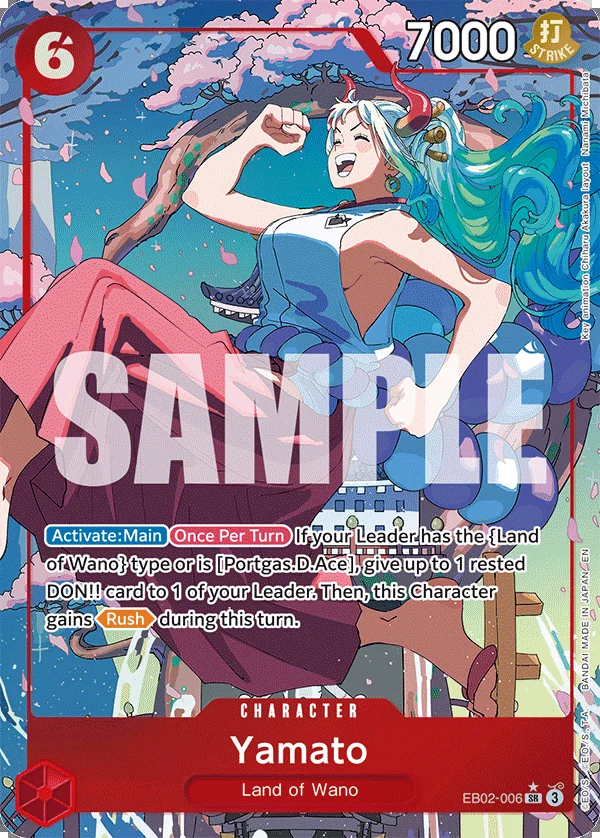 6
7000
打
STRIKE
Key animation Chiharu Akakura layout Nanami Michibata
SAMPLE
Activate:Main Once Per Turn If your Leader has the {Land
of Wano} type or is [Portgas.D.Ace], give up to 1 rested
DON!! card to 1 of your Leader. Then, this Character
gains Rush during this turn.
BANDAI MADE IN JAPAN EN
CHARACTER
Yamato
Land of Wano
EB02-006 SR 3